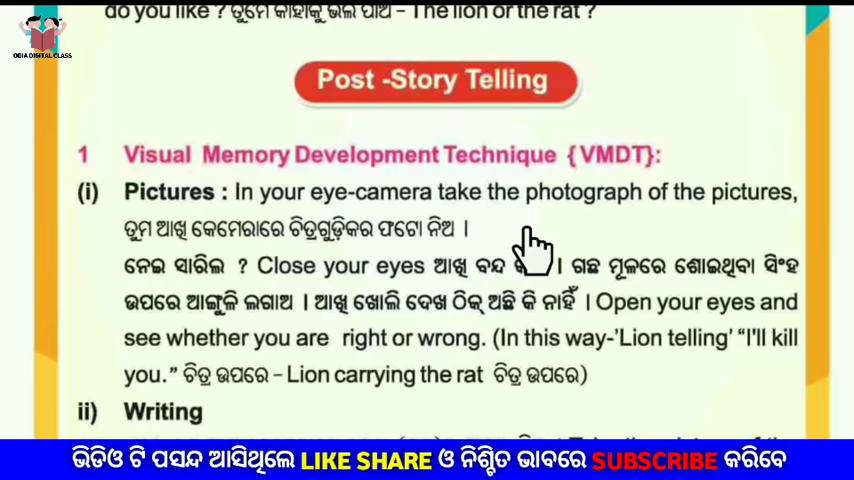 do you like ? ତୁମେ କାହାକୁ ଭଲ ପାଅ – The lion or the rat ?
ODIA DIGITAL CLASS
Post -Story Telling
1 Visual Memory Development Technique {VMDT}:
(i) Pictures : In your eye-camera take the photograph of the pictures,
ତୁମ ଆଖି କେମେରାରେ ଚିତ୍ରଗୁଡ଼ିକର ଫଟୋ ନିଅ ।
ନେଇ ସାରିଲ ? Close your eyes ଆଖି ବନ୍ଦ । ଗଛ ମୂଳରେ ଶୋଇଥିବା ସିଂହ
ଉପରେ ଆଙ୍ଗୁଳି ଲଗାଅ । ଆଖି ଖୋଲି ଦେଖ ଠିକ୍ ଅଛି କି ନାହିଁ । Open your eyes and
see whether you are right or wrong. (In this way-'Lion telling' “I'll kill
you.” ଚିତ୍ର ଉପରେ – Lion carrying the rat ଚିତ୍ର ଉପରେ)
ii) Writing
ଭିଡିଓ ଟି ପସନ୍ଦ ଆସିଥିଲେ LIKE SHARE ଓ ନିଶ୍ଚିତ ଭାବରେ SUBSCRIBE କରିବେ